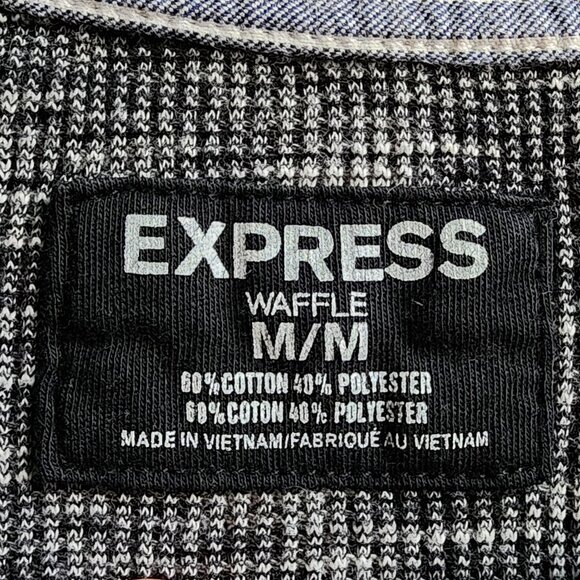 EXPRESS
WAFFLE
M/M
60% COTTON 40% POLYESTER
60% COTON 40% POLYESTER
MADE IN VIETNAM/FABRIQUÉ AU VIETNAM